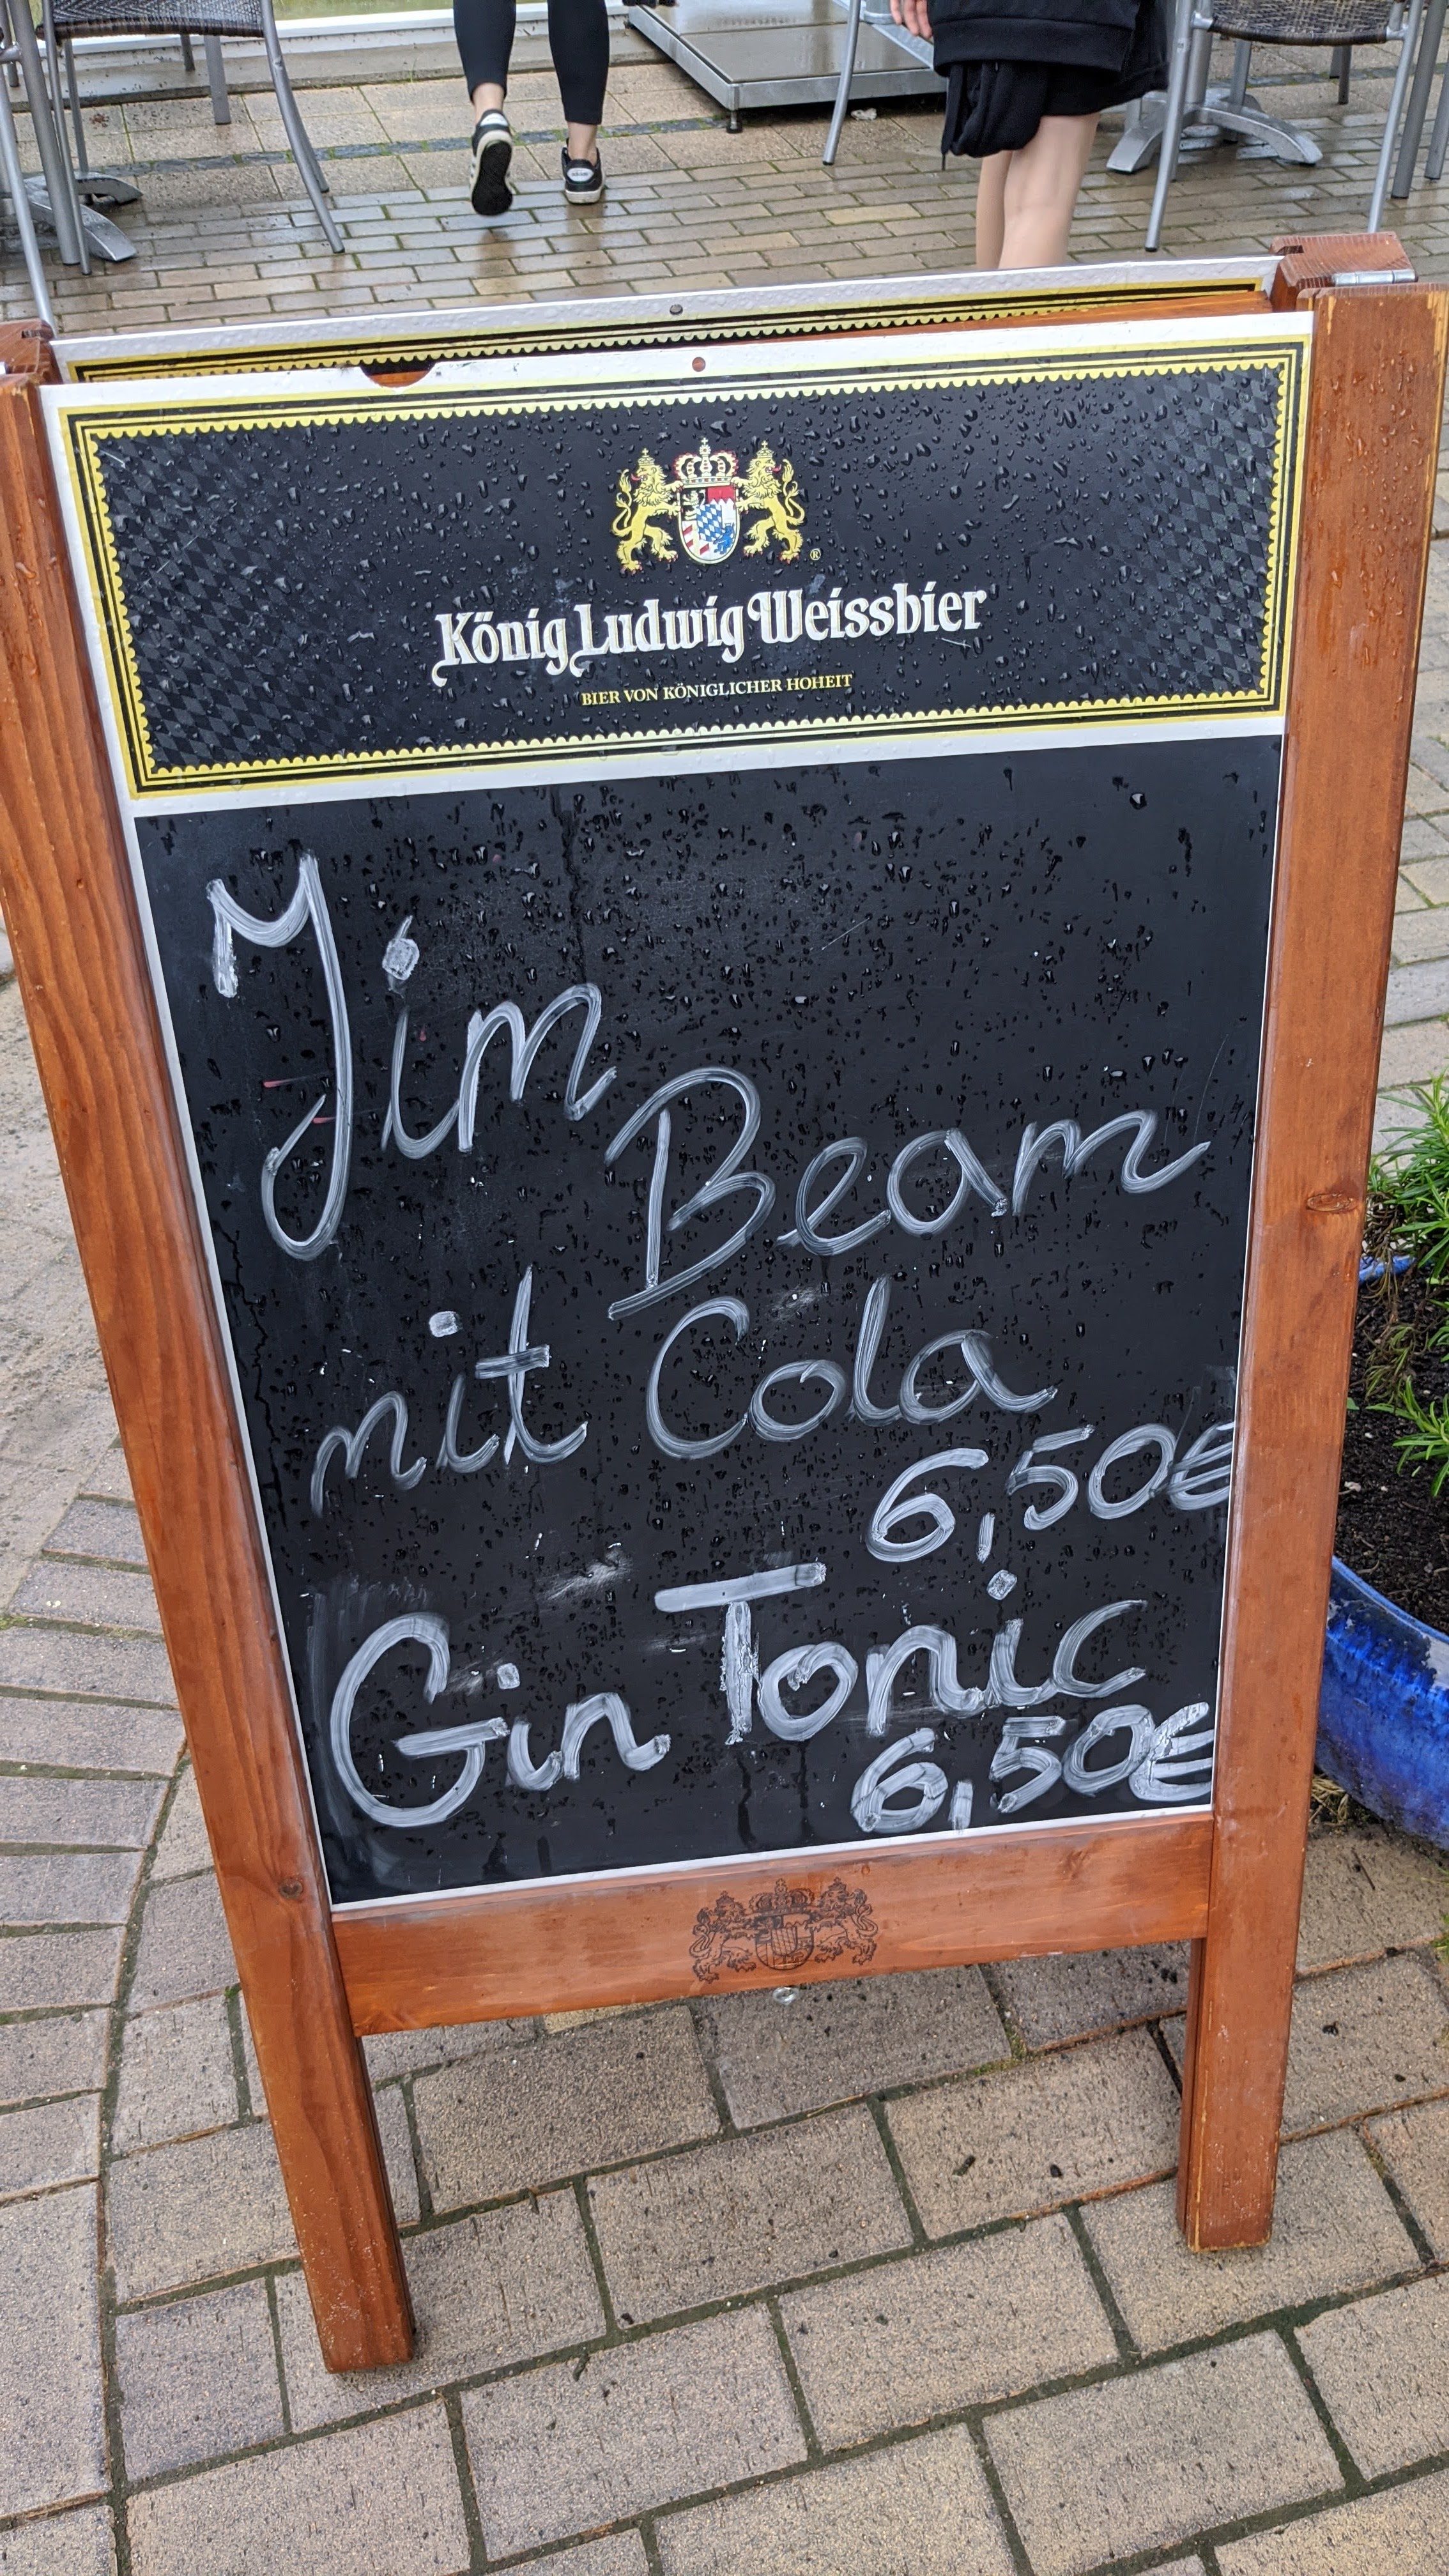 König Ludwig Weissbier
BIER VON KÖNIGLICHER HOHEIT
Jim
Beam
mit Cola
6,50€
Gin Tonic
6,50€